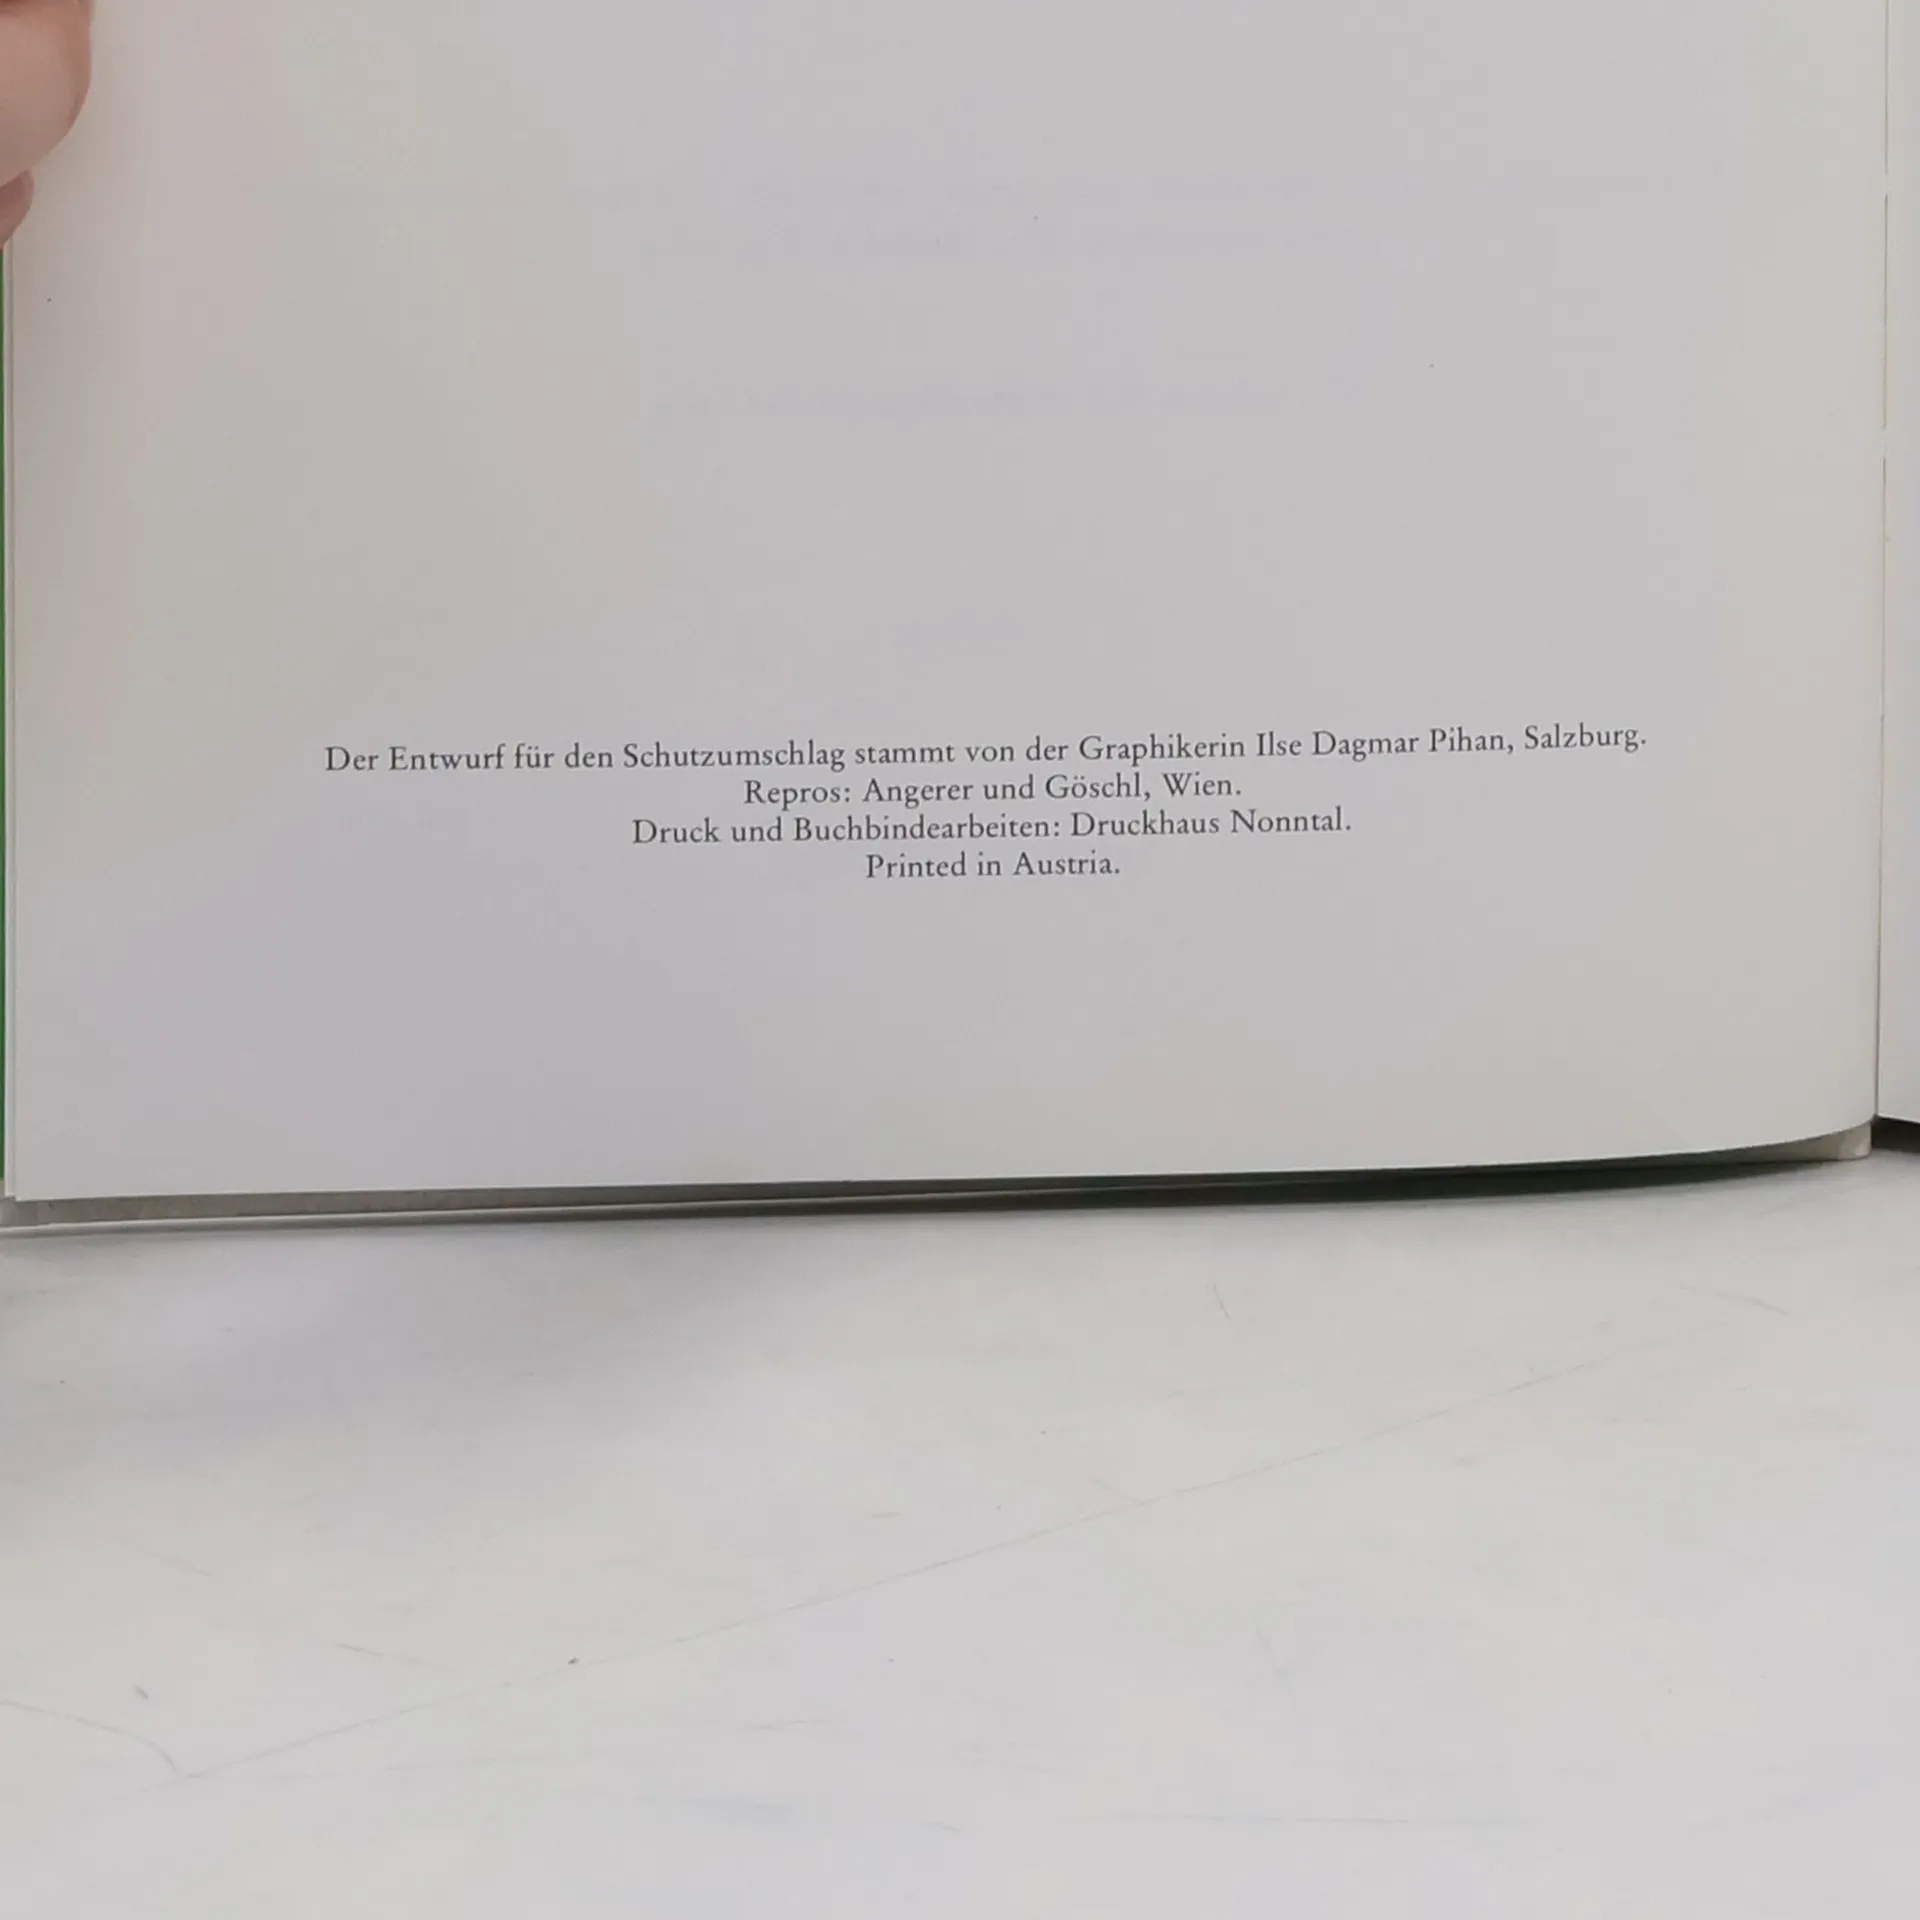 Der Entwurf für den Schutzumschlag stammt von der Graphikerin Ilse Dagmar Pihan, Salzburg.
Repros: Angerer und Göschl, Wien.
Druck und Buchbindearbeiten: Druckhaus Nonntal.
Printed in Austria.